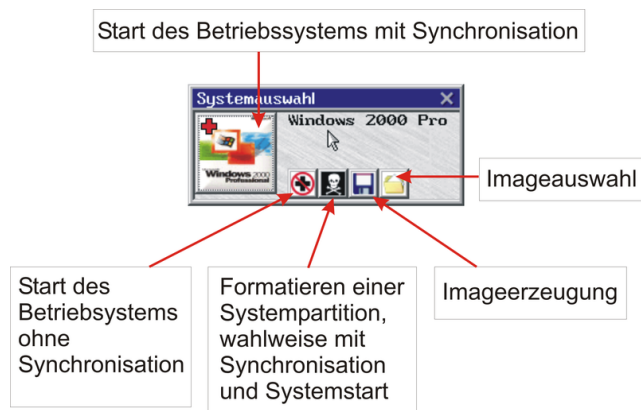 Start des Betriebssystems mit Synchronisation
Systemauswahl
Windows 2000 Pro
Windows 2000
Professional
Imageauswahl
Start des
Betriebsystems
ohne
Synchronisation
Formatieren einer
Systempartition,
wahlweise mit
Synchronisation
und Systemstart
Imageerzeugung